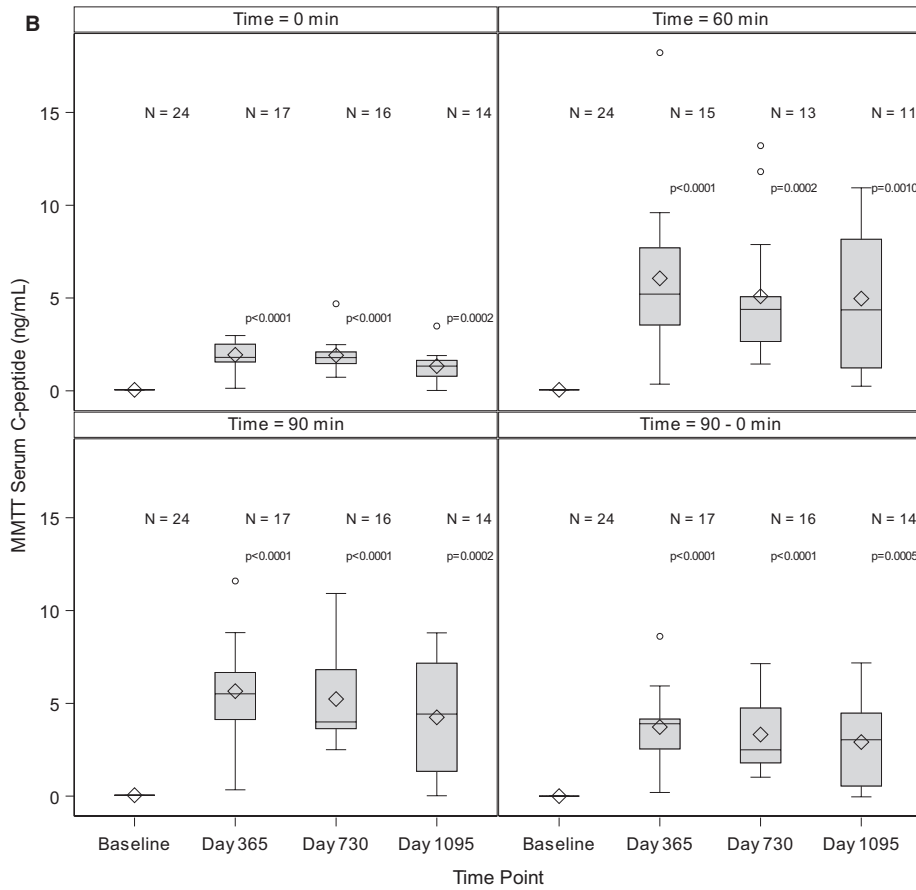 B
Time = 0 min
Time = 60 min
N = 24 N = 17 N = 16 N = 14
N = 24 N = 15 N = 13 N = 11
p<0.0001 p=0.0002 p=0.0010
p<0.0001 p<0.0001 p=0.0002
15
10
5
0
Time = 90 min
Time = 90 - 0 min
N = 24 N = 17 N = 16 N = 14
N = 24 N = 17 N = 16 N = 14
p<0.0001 p<0.0001 p=0.0002
p<0.0001 p<0.0001 p=0.0005
15
10
5
0
MMTT Serum C-peptide (ng/mL)
Baseline Day 365 Day 730 Day 1095
Baseline Day 365 Day 730 Day 1095
Time Point